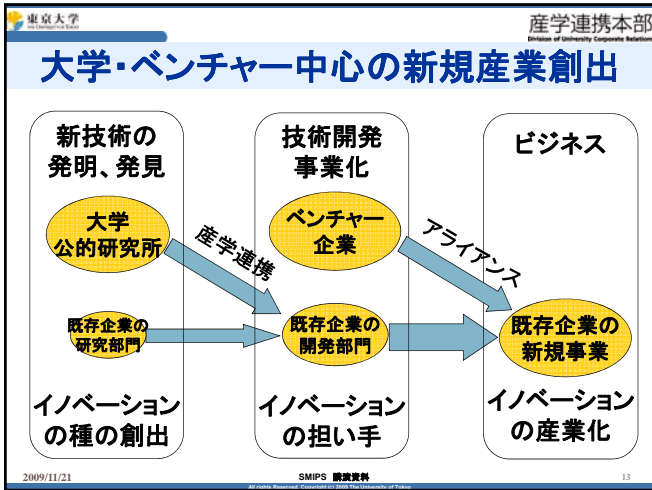 東京大学
THE UNIVERSITY OF TOKYO
産学連携本部
Division of University Corporate Relations
大学・ベンチャー中心の新規産業創出
新技術の
発明、発見
大学
公的研究所
既存企業の
研究部門
イノベーション
の種の創出
産学連携
技術開発
事業化
ベンチャー
企業
既存企業の
開発部門
イノベーション
の担い手
アライアンス
ビジネス
既存企業の
新規事業
イノベーション
の産業化
2009/11/21
SMIPS 講演資料
13
All rights Reserved. Copyright (c) 2009 The University of Tokyo